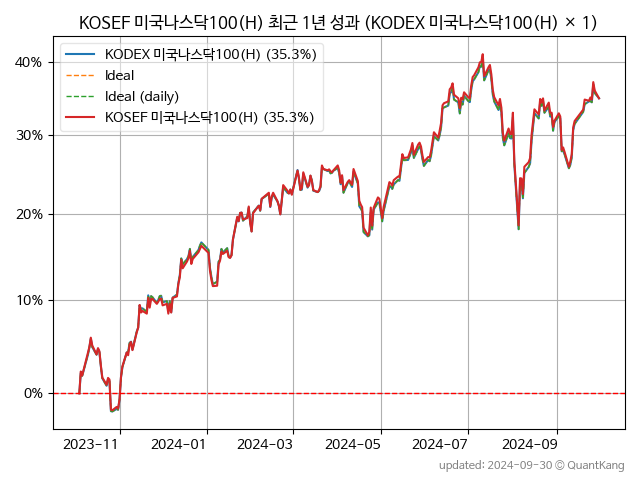 KOSEF 미국나스닥100(H) 최근 1년 성과 (KODEX 미국나스닥100(H) × 1)
KODEX 미국나스닥100(H) (35.3%)
Ideal
Ideal (daily)
KOSEF 미국나스닥100(H) (35.3%)
40%
30%
20%
10%
0%
2023-11 2024-01 2024-03 2024-05 2024-07 2024-09
updated: 2024-09-30 © QuantKang